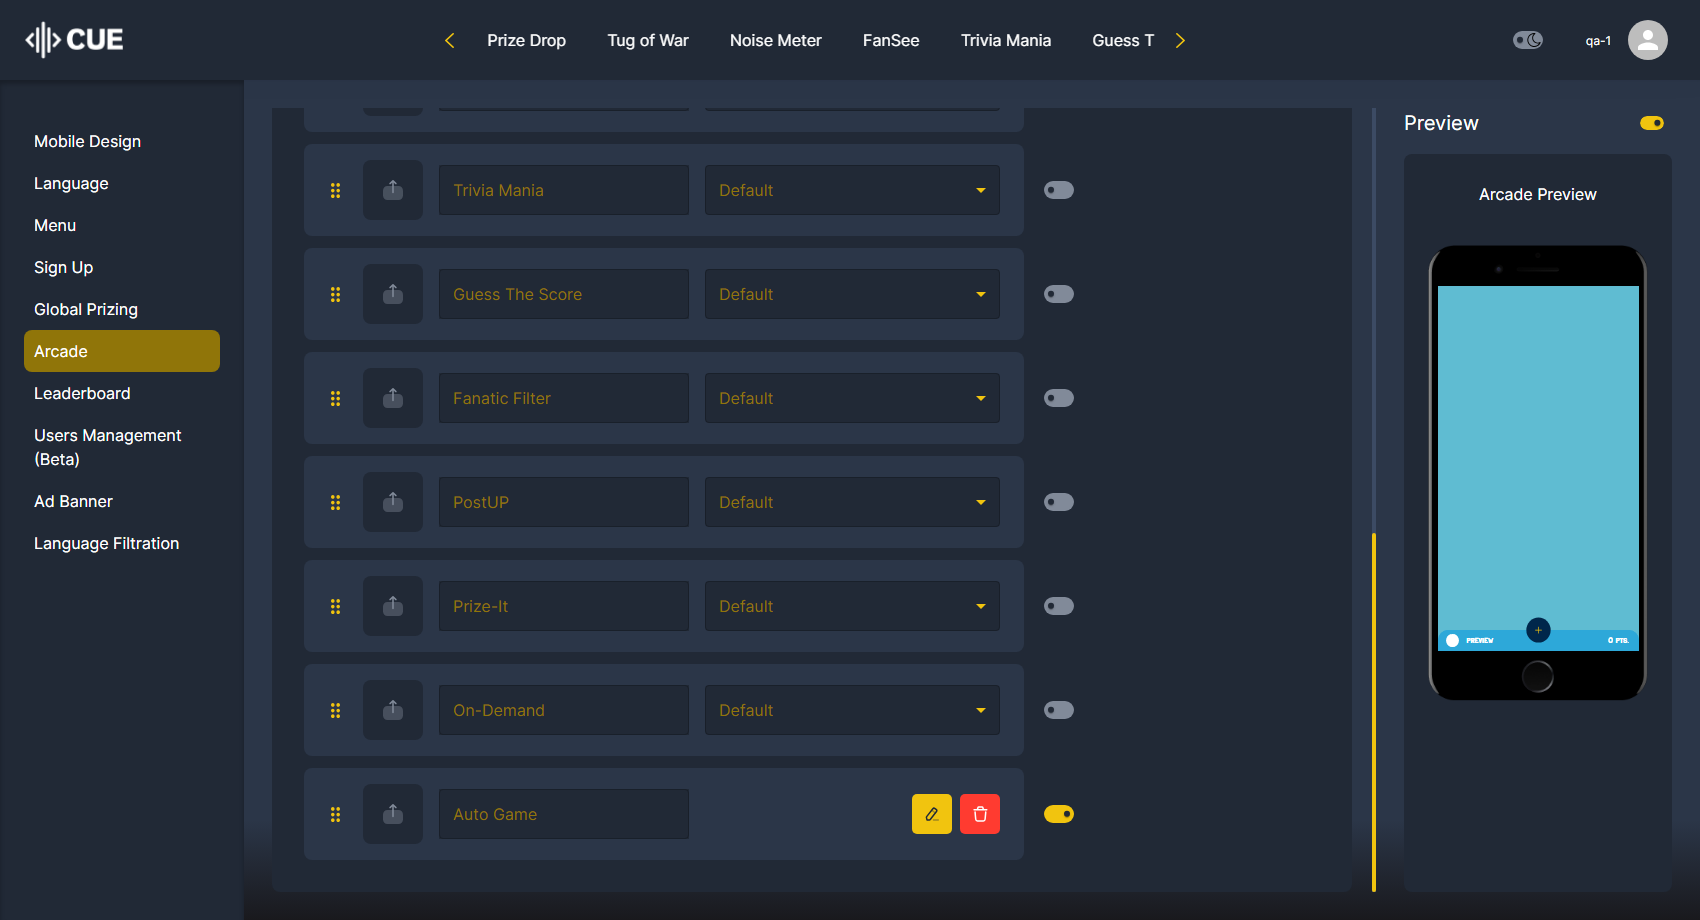 CUE
Prize Drop
Tug of War
Noise Meter
FanSee
Trivia Mania
Guess T
qa-1
Mobile Design
Language
Menu
Sign Up
Global Prizing
Arcade
Leaderboard
Users Management
(Beta)
Ad Banner
Language Filtration
Trivia Mania
Default
Guess The Score
Default
Fanatic Filter
Default
PostUP
Default
Prize-It
Default
On-Demand
Default
Auto Game
Preview
Arcade Preview
PREVIEW
0 PTS.